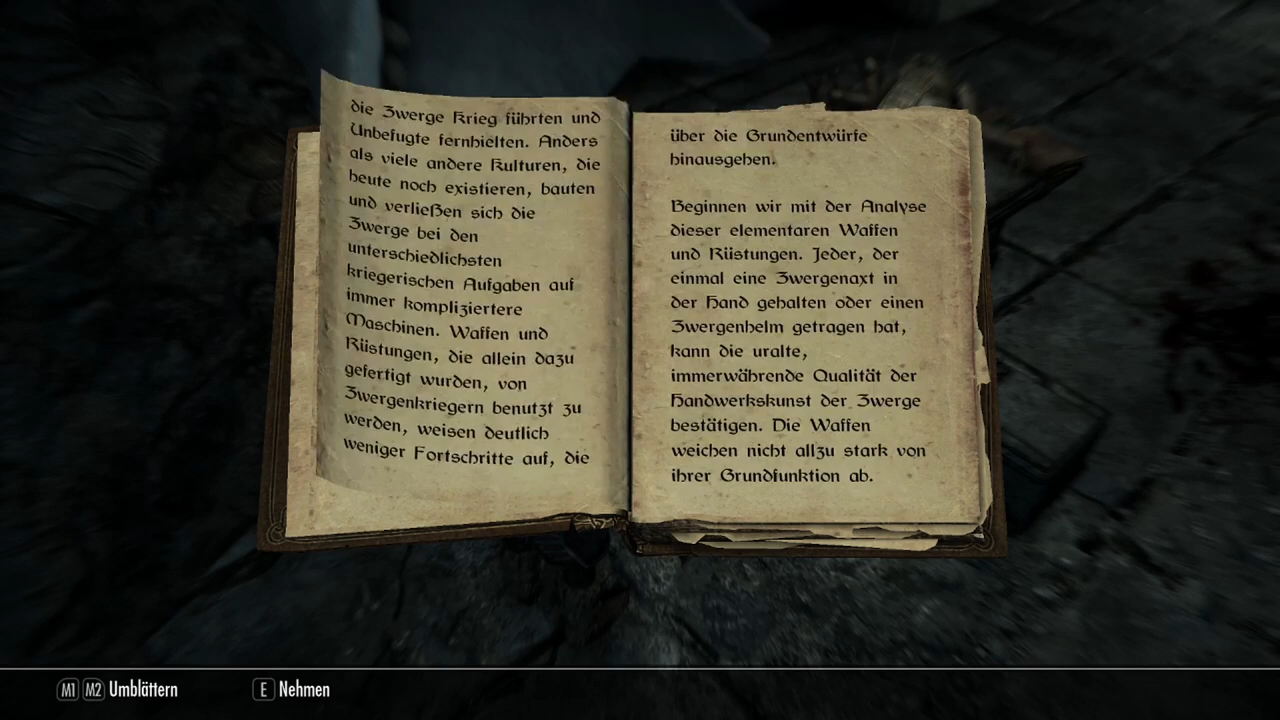 die Zwerge Krieg führten und
Unbefugte fernhielten. Anders
als viele andere Kulturen, die
heute noch existieren, bauten
und verließen sich die
Zwerge bei den
unterschiedlichsten
kriegerischen Aufgaben auf
immer kompliziertere
Maschinen. Waffen und
Rüstungen, die allein dazu
gefertigt wurden, von
Zwergenkriegern benutzt zu
werden, weisen deutlich
weniger Fortschritte auf, die
über die Grundentwürfe
hinausgehen.
Beginnen wir mit der Analyse
dieser elementaren Waffen
und Rüstungen. Jeder, der
einmal eine Zwergenaxt in
der Hand gehalten oder einen
Zwergenhelm getragen hat,
kann die uralte,
immerwährende Qualität der
Handwerkskunst der Zwerge
bestätigen. Die Waffen
weichen nicht allzu stark von
ihrer Grundfunktion ab.
M1 M2 Umblättern E Nehmen